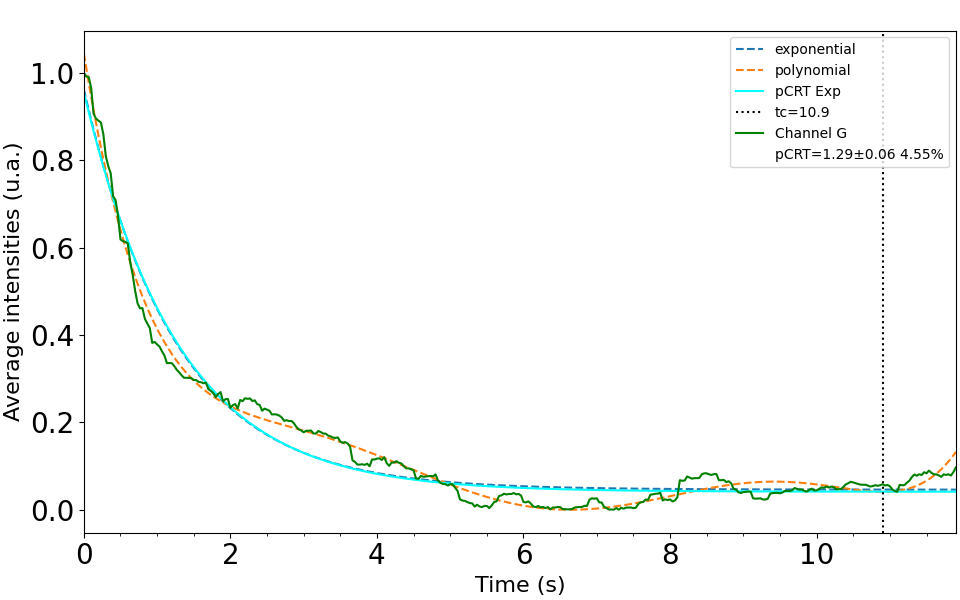 exponential
polynomial
pCRT Exp
tc=10.9
Channel G
pCRT=1.29±0.06 4.55%
Average intensities (u.a.)
1.0
0.8
0.6
0.4
0.2
0.0
0 2 4 6 8 10
Time (s)